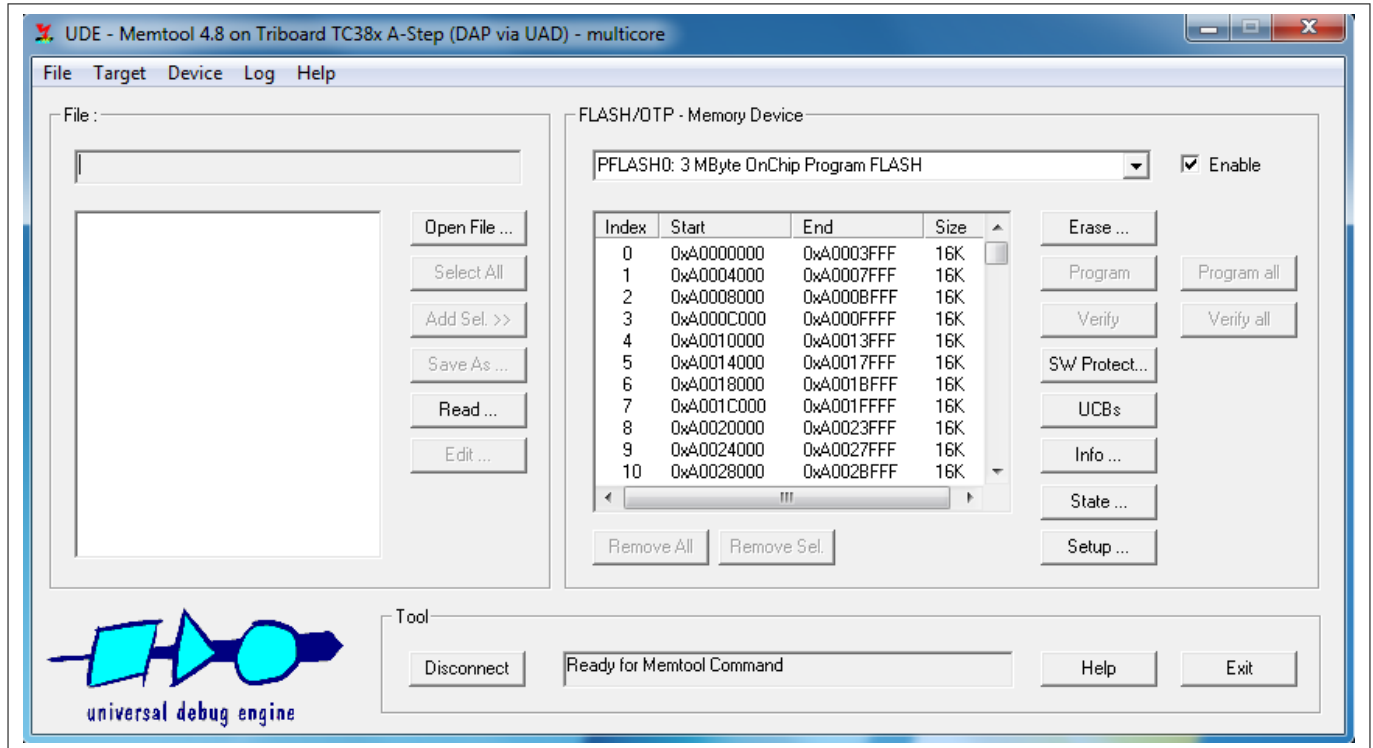 UDE - Memtool 4.8 on Triboard TC38x A-Step (DAP via UAD) - multicore
File Target Device Log Help
File :
Open File ...
Select All
Add Sel. >>
Save As ...
Read ...
Edit ...
FLASH/OTP - Memory Device
PFLASH0: 3 MByte OnChip Program FLASH
Enable
Index Start End Size
0 0xA0000000 0xA0003FFF 16K
1 0xA0004000 0xA0007FFF 16K
2 0xA0008000 0xA000BFFF 16K
3 0xA000C000 0xA000FFFF 16K
4 0xA0010000 0xA0013FFF 16K
5 0xA0014000 0xA0017FFF 16K
6 0xA0018000 0xA001BFFF 16K
7 0xA001C000 0xA001FFFF 16K
8 0xA0020000 0xA0023FFF 16K
9 0xA0024000 0xA0027FFF 16K
10 0xA0028000 0xA002BFFF 16K
Erase ...
Program Program all
Verify Verify all
SW Protect...
UCBs
Info ...
State ...
Setup ...
Remove All Remove Sel.
universal debug engine
Tool
Disconnect Ready for Memtool Command Help Exit